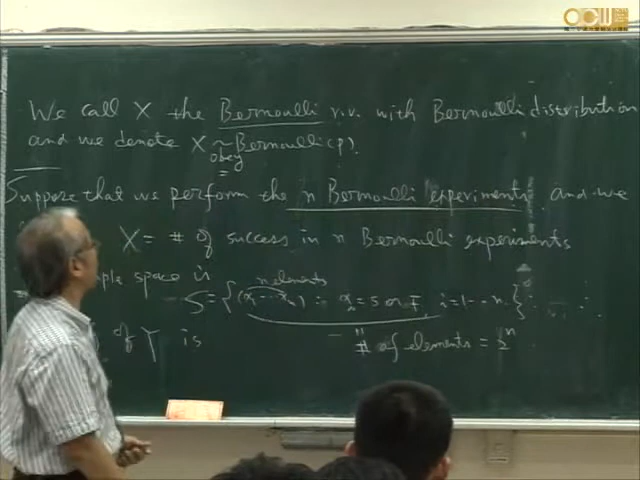 OCW
We call X the Bernoulli r.v. with Bernoulli distribution
and we denote X ~ Bernoulli(p).
obey
=
Suppose that we perform the n Bernoulli experiments and we
X = # of success in n Bernoulli experiments
ple space is
n elements
S = { (x₁ ... xₙ) : xᵢ = S or F, i = 1 ... n. }
of Y is
# of elements = 2ⁿ